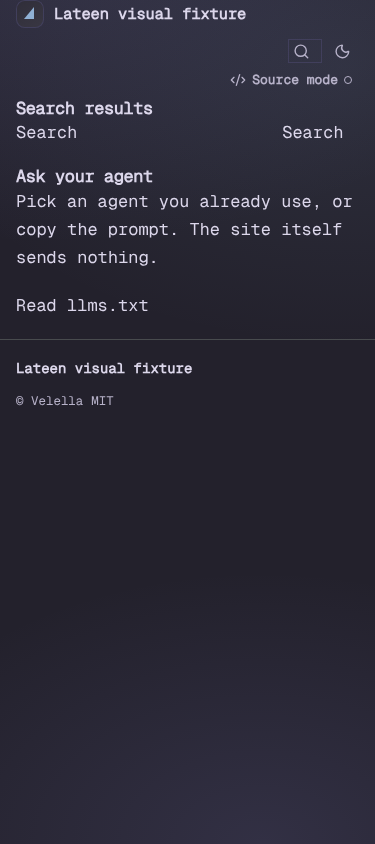 Lateen visual fixture
</> Source mode
Search results
Search Search
Ask your agent
Pick an agent you already use, or
copy the prompt. The site itself
sends nothing.
Read llms.txt
Lateen visual fixture
© Velella MIT